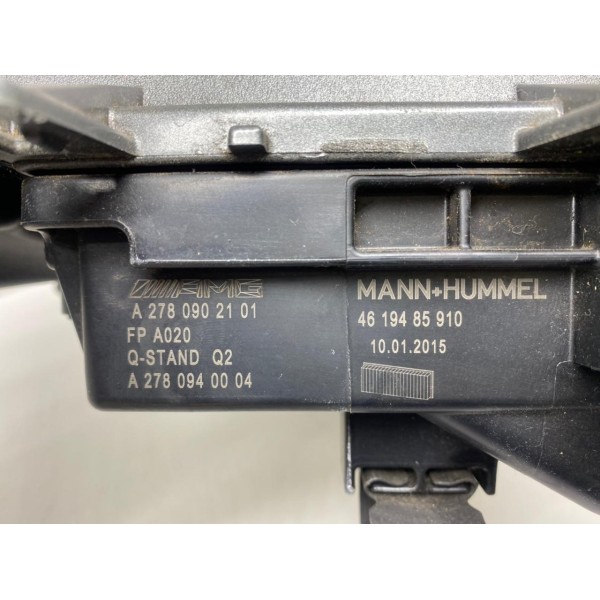 AMG
A 278 090 21 01
FP A020
Q-STAND Q2
A 278 094 00 04
MANN+HUMMEL
46 194 85 910
10.01.2015